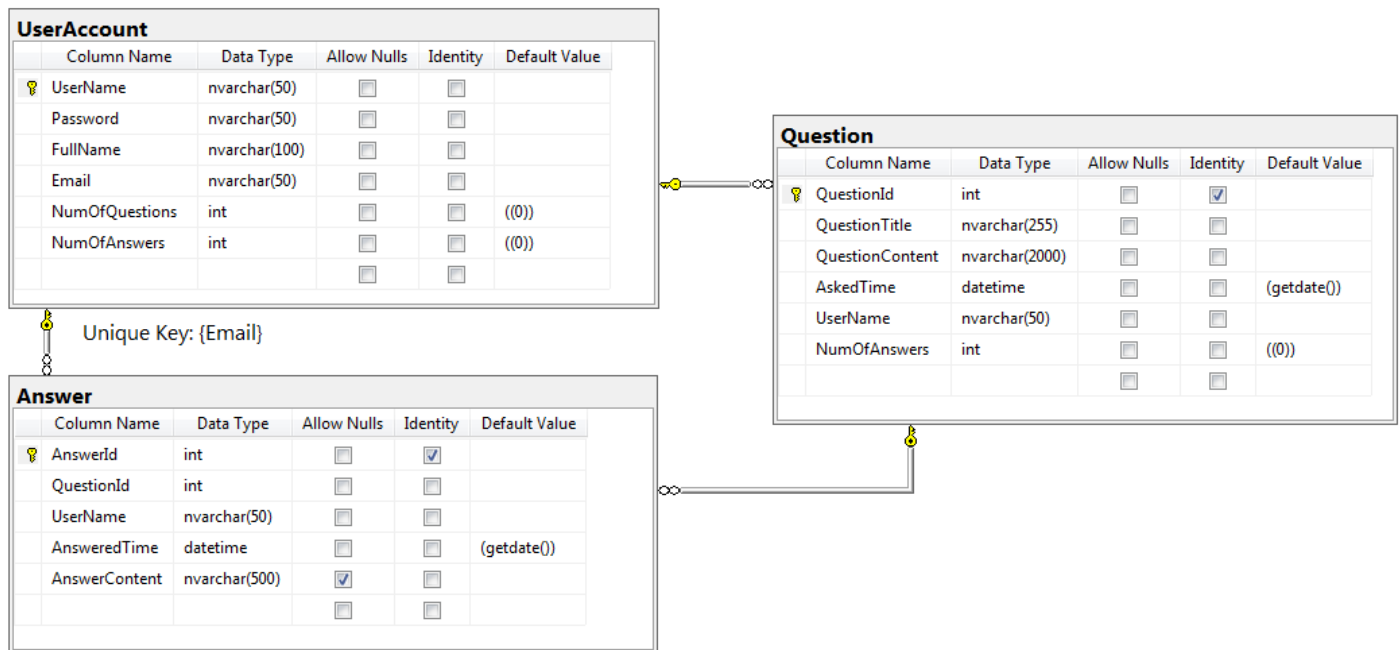 UserAccount
Column Name Data Type Allow Nulls Identity Default Value
UserName nvarchar(50)
Password nvarchar(50)
FullName nvarchar(100)
Email nvarchar(50)
NumOfQuestions int ((0))
NumOfAnswers int ((0))
Unique Key: {Email}
Question
Column Name Data Type Allow Nulls Identity Default Value
QuestionId int
QuestionTitle nvarchar(255)
QuestionContent nvarchar(2000)
AskedTime datetime (getdate())
UserName nvarchar(50)
NumOfAnswers int ((0))
Answer
Column Name Data Type Allow Nulls Identity Default Value
AnswerId int
QuestionId int
UserName nvarchar(50)
AnsweredTime datetime (getdate())
AnswerContent nvarchar(500)